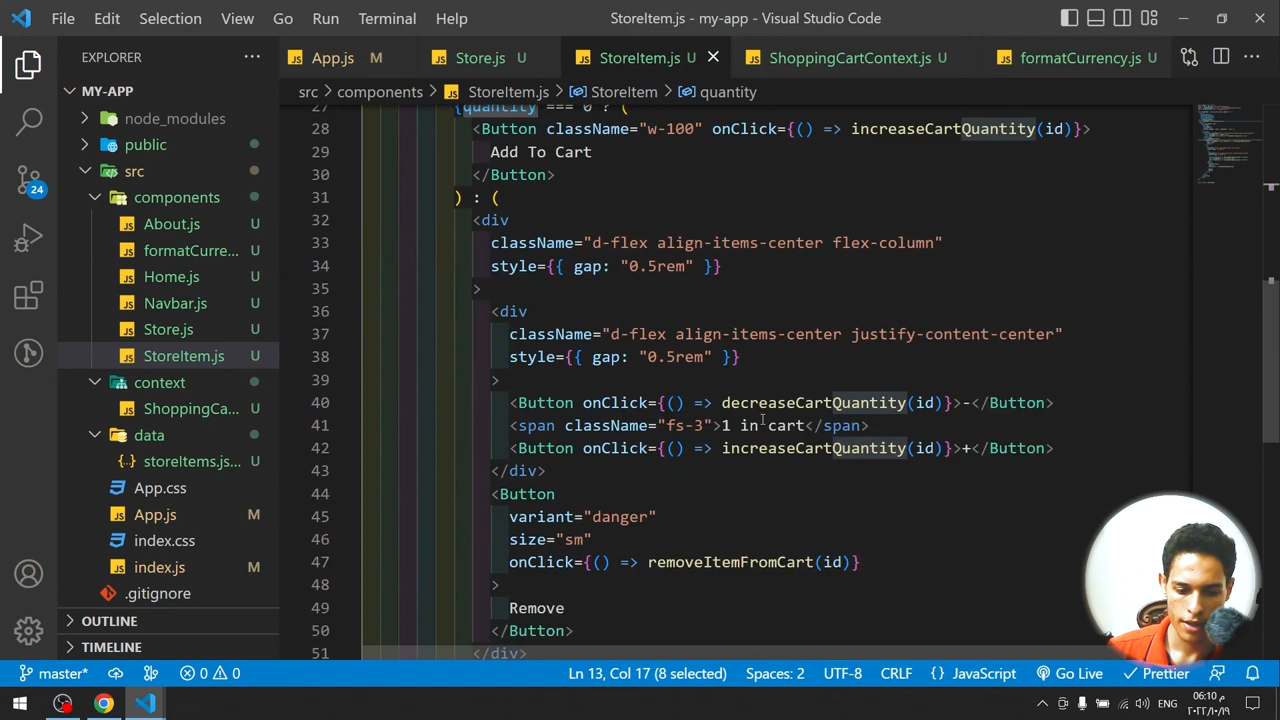 File Edit Selection View Go Run Terminal Help
StoreItem.js - my-app - Visual Studio Code
EXPLORER
App.js M
Store.js U
StoreItem.js U
ShoppingCartContext.js U
formatCurrency.js U
src > components > StoreItem.js > StoreItem > quantity
MY-APP
node_modules
public
src
components
About.js U
formatCurre... U
Home.js U
Navbar.js U
Store.js U
StoreItem.js U
context
ShoppingCa... U
data
storeItems.js... U
App.css
App.js M
index.css
index.js M
.gitignore
OUTLINE
TIMELINE
24
27 {quantity === 0 ? (
28 <Button className="w-100" onClick={() => increaseCartQuantity(id)}>
29 Add To Cart
30 </Button>
31 ) : (
32 <div
33 className="d-flex align-items-center flex-column"
34 style={{ gap: "0.5rem" }}
35 >
36 <div
37 className="d-flex align-items-center justify-content-center"
38 style={{ gap: "0.5rem" }}
39 >
40 <Button onClick={() => decreaseCartQuantity(id)}>-</Button>
41 <span className="fs-3">1 in cart</span>
42 <Button onClick={() => increaseCartQuantity(id)}>+</Button>
43 </div>
44 <Button
45 variant="danger"
46 size="sm"
47 onClick={() => removeItemFromCart(id)}
48 >
49 Remove
50 </Button>
51 </div>
master* 0 0 Ln 13, Col 17 (8 selected) Spaces: 2 UTF-8 CRLF {} JavaScript Go Live Prettier
ENG
06:10